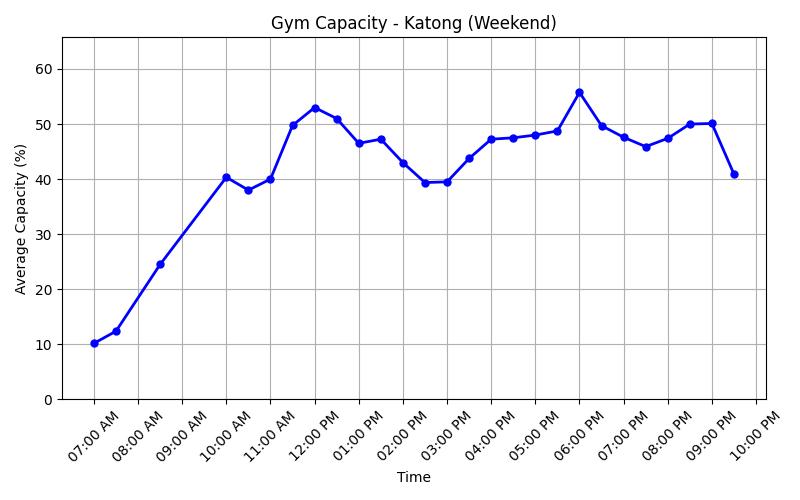 Gym Capacity - Katong (Weekend)
60
50
40
30
20
10
0
Average Capacity (%)
07:00 AM
08:00 AM
09:00 AM
10:00 AM
11:00 AM
12:00 PM
01:00 PM
02:00 PM
03:00 PM
04:00 PM
05:00 PM
06:00 PM
07:00 PM
08:00 PM
09:00 PM
10:00 PM
Time